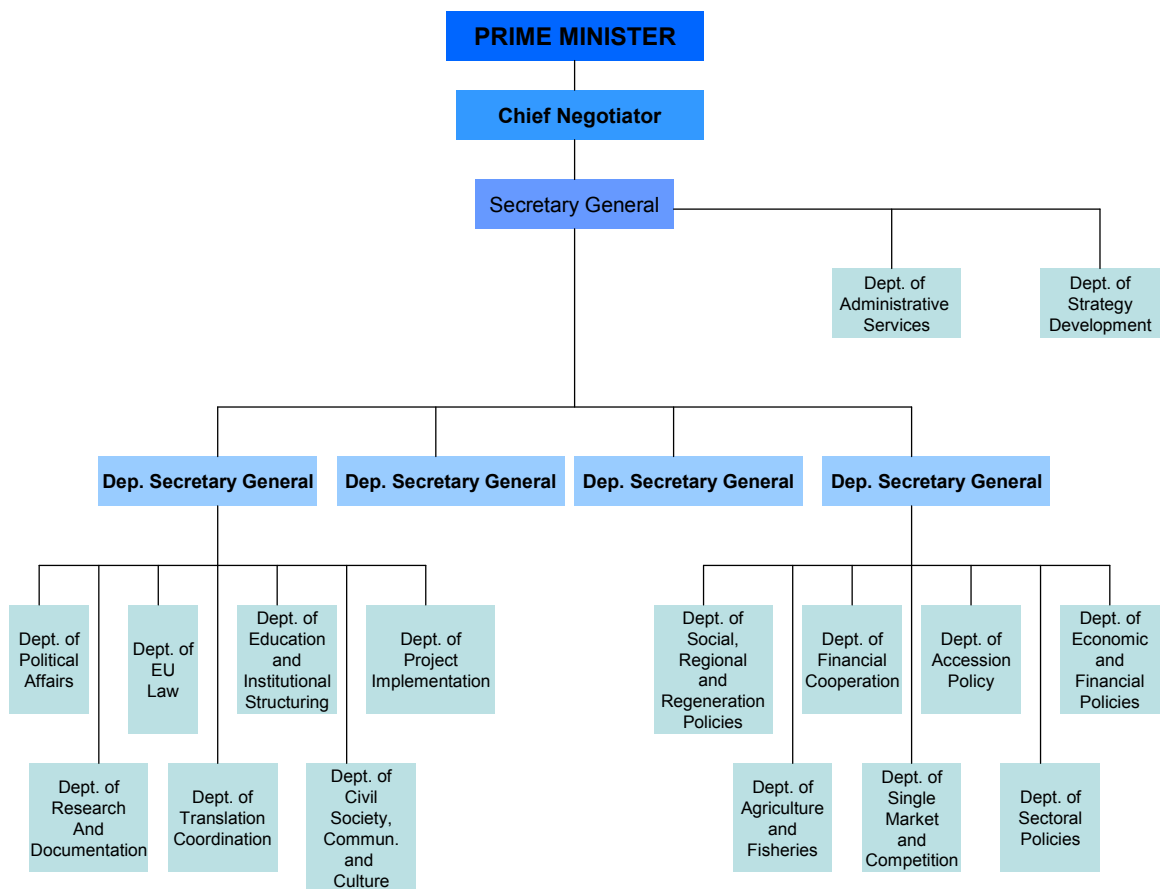 PRIME MINISTER
Chief Negotiator
Secretary General
Dept. of
Administrative
Services
Dept. of
Strategy
Development
Dep. Secretary General
Dep. Secretary General
Dep. Secretary General
Dep. Secretary General
Dept. of
Political
Affairs
Dept. of
EU
Law
Dept. of
Education
and
Institutional
Structuring
Dept. of
Project
Implementation
Dept. of
Social,
Regional
and
Regeneration
Policies
Dept. of
Financial
Cooperation
Dept. of
Accession
Policy
Dept. of
Economic
and
Financial
Policies
Dept. of
Research
And
Documentation
Dept. of
Translation
Coordination
Dept. of
Civil
Society,
Commun.
and
Culture
Dept. of
Agriculture
and
Fisheries
Dept. of
Single
Market
and
Competition
Dept. of
Sectoral
Policies